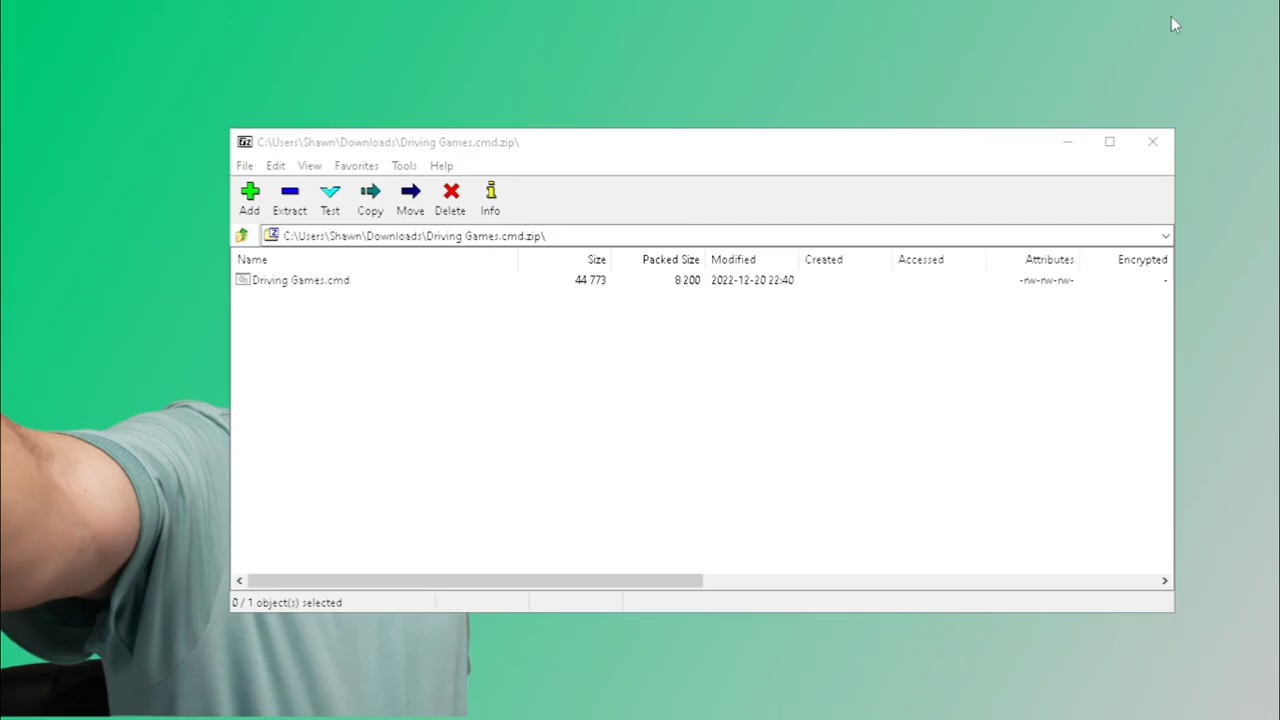 C:\Users\Shawn\Downloads\Driving Games.cmd.zip\
File Edit View Favorites Tools Help
Add Extract Test Copy Move Delete Info
C:\Users\Shawn\Downloads\Driving Games.cmd.zip\
Name Size Packed Size Modified Created Accessed Attributes Encrypted
Driving Games.cmd 44 773 8 200 2022-12-20 22:40 -rw-rw-rw- -
0 / 1 object(s) selected